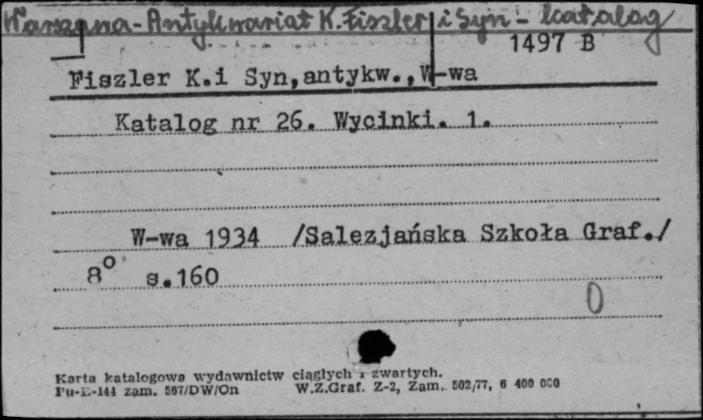 Warszawa - Antykwariat K. Fiszler i Syn - katalog
1497 B
Fiszler K.i Syn,antykw.,W-wa
Katalog nr 26. Wycinki. 1.
W-wa 1934 /Salezjańska Szkoła Graf./
8° s.160
0
Karta katalogowa wydawnictw ciągłych i zwartych.
Pu-K-144 zam. 567/DW/On W.Z.Graf. Z-2, Zam. 502/77, 6 400 000